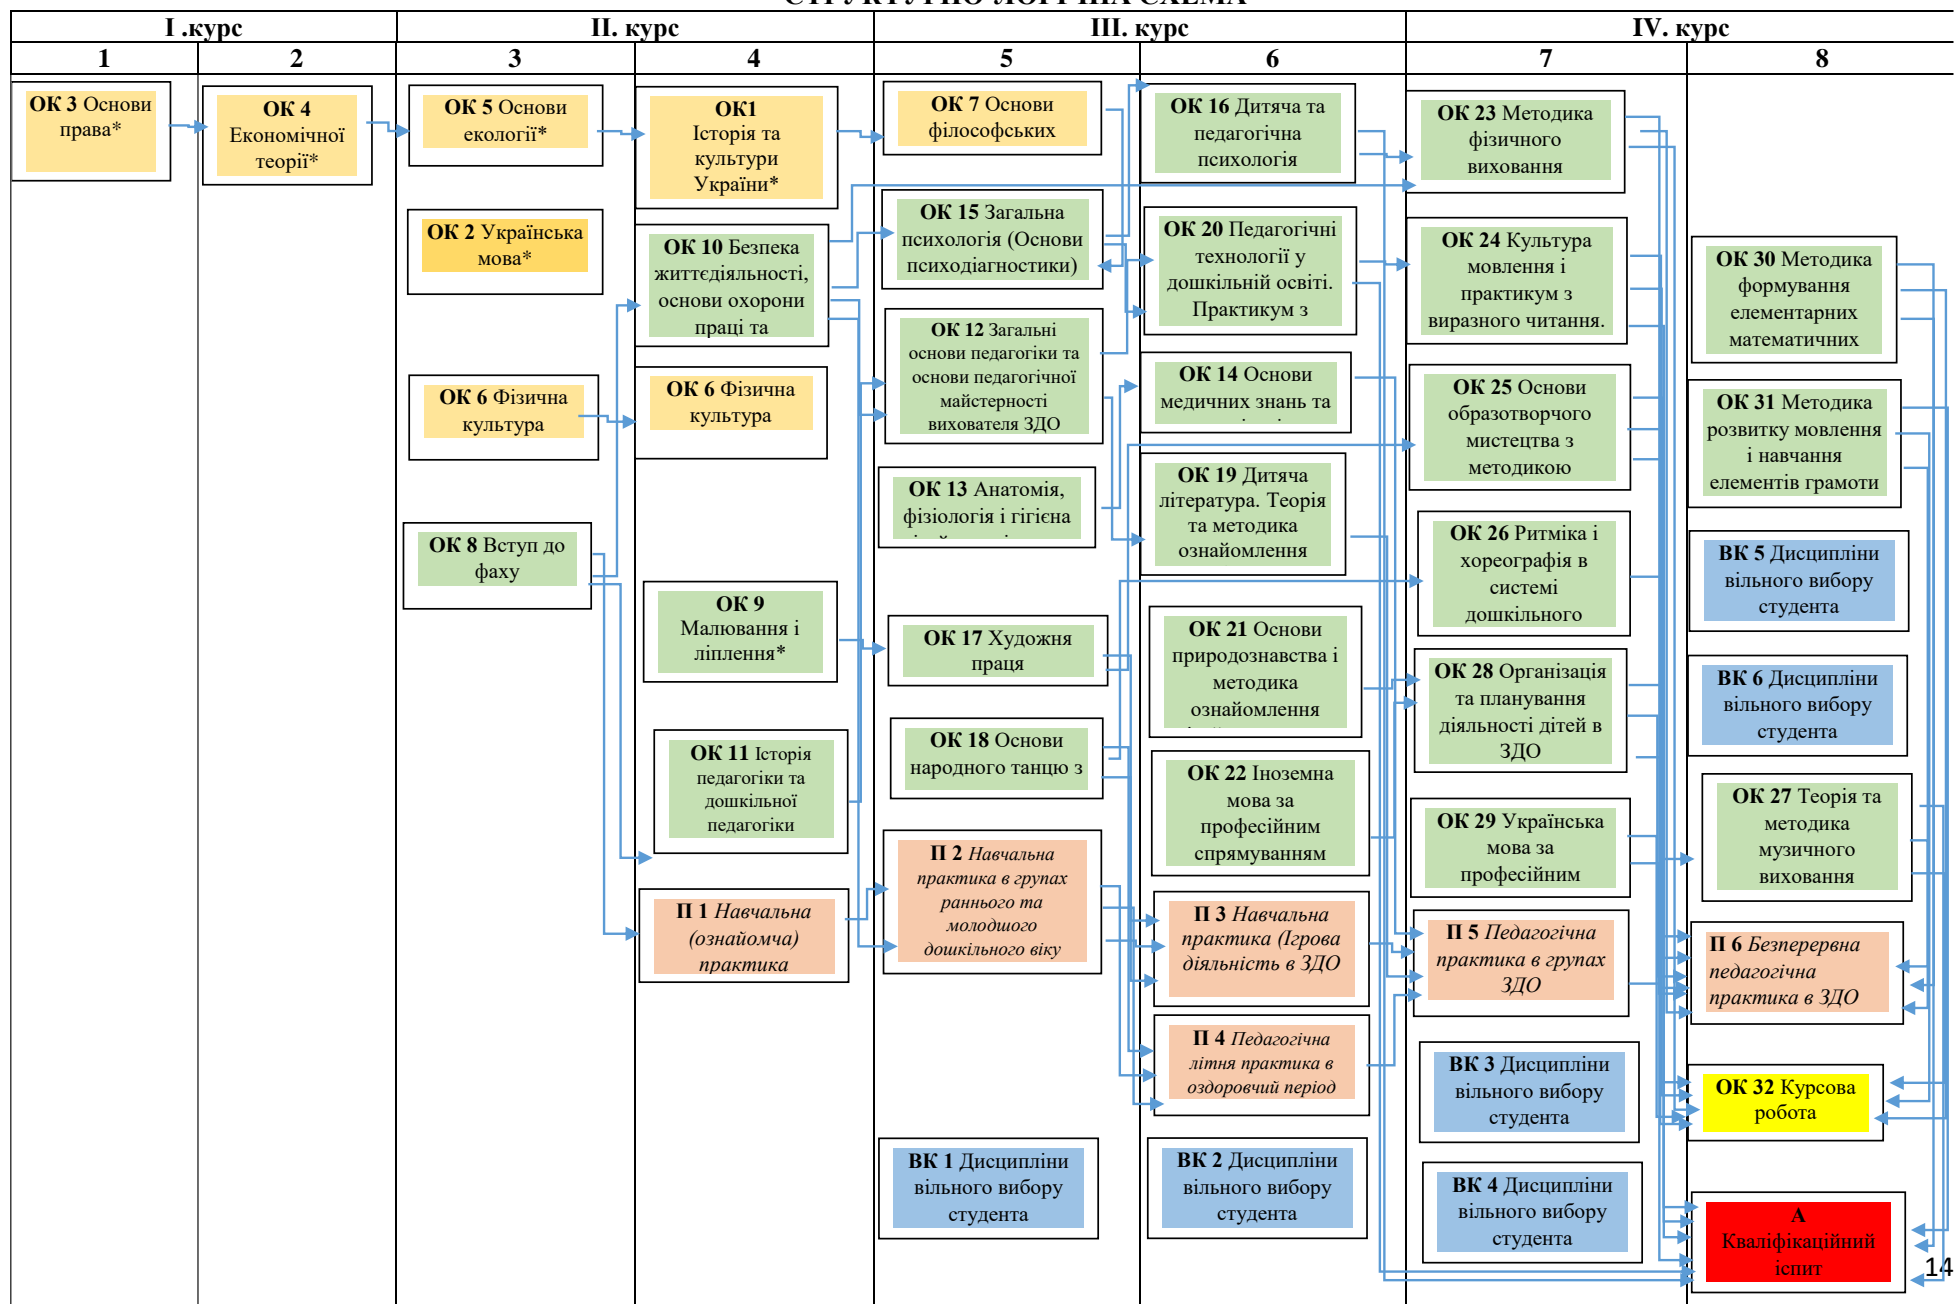 СТРУКТУРНО-ЛОГІЧНА СХЕМА
І .курс
ІІ. курс
ІІІ. курс
IV. курс
1
2
3
4
5
6
7
8
ОК 3 Основи
права*
ОК 4
Економічної
теорії*
ОК 5 Основи
екології*
ОК 2 Українська
мова*
ОК 6 Фізична
культура
ОК 8 Вступ до
фаху
ОК1
Історія та
культури
України*
ОК 10 Безпека
життєдіяльності,
основи охорони
праці та
ОК 6 Фізична
культура
ОК 9
Малювання і
ліплення*
ОК 11 Історія
педагогіки та
дошкільної
педагогіки
П 1 Навчальна
(ознайомча)
практика
ОК 7 Основи
філософських
ОК 15 Загальна
психологія (Основи
психодіагностики)
ОК 12 Загальні
основи педагогіки та
основи педагогічної
майстерності
вихователя ЗДО
ОК 13 Анатомія,
фізіологія і гігієна
ОК 17 Художня
праця
ОК 18 Основи
народного танцю з
П 2 Навчальна
практика в групах
раннього та
молодшого
дошкільного віку
ВК 1 Дисципліни
вільного вибору
студента
ОК 16 Дитяча та
педагогічна
психологія
ОК 20 Педагогічні
технології у
дошкільній освіті.
Практикум з
ОК 14 Основи
медичних знань та
ОК 19 Дитяча
література. Теорія
та методика
ознайомлення
ОК 21 Основи
природознавства і
методика
ознайомлення
ОК 22 Іноземна
мова за
професійним
спрямуванням
П 3 Навчальна
практика (Ігрова
діяльність в ЗДО
П 4 Педагогічна
літня практика в
оздоровчий період
ВК 2 Дисципліни
вільного вибору
студента
ОК 23 Методика
фізичного
виховання
ОК 24 Культура
мовлення і
практикум з
виразного читання.
ОК 25 Основи
образотворчого
мистецтва з
методикою
ОК 26 Ритміка і
хореографія в
системі
дошкільного
ОК 28 Організація
та планування
діяльності дітей в
ЗДО
ОК 29 Українська
мова за
професійним
П 5 Педагогічна
практика в групах
ЗДО
ВК 3 Дисципліни
вільного вибору
студента
ВК 4 Дисципліни
вільного вибору
студента
ОК 30 Методика
формування
елементарних
математичних
ОК 31 Методика
розвитку мовлення
і навчання
елементів грамоти
ВК 5 Дисципліни
вільного вибору
студента
ВК 6 Дисципліни
вільного вибору
студента
ОК 27 Теорія та
методика
музичного
виховання
П 6 Безперервна
педагогічна
практика в ЗДО
ОК 32 Курсова
робота
А
Кваліфікаційний
іспит
14